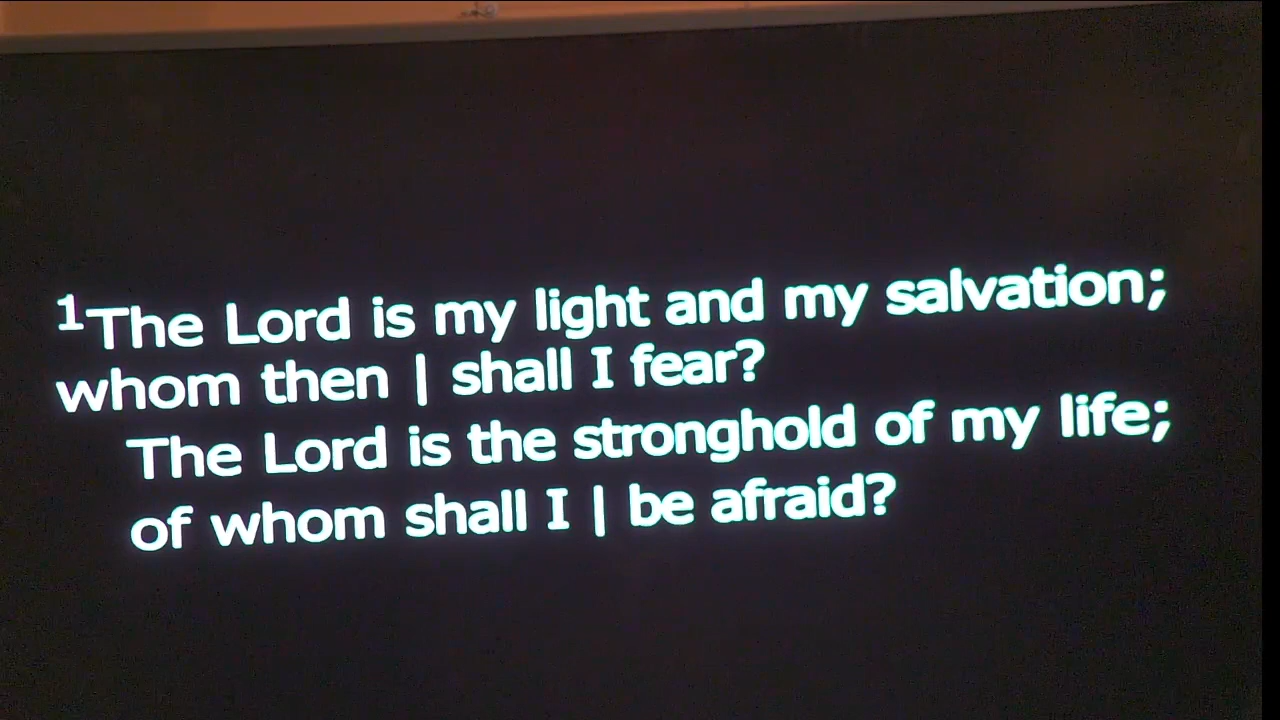 ¹The Lord is my light and my salvation;
whom then | shall I fear?
The Lord is the stronghold of my life;
of whom shall I | be afraid?